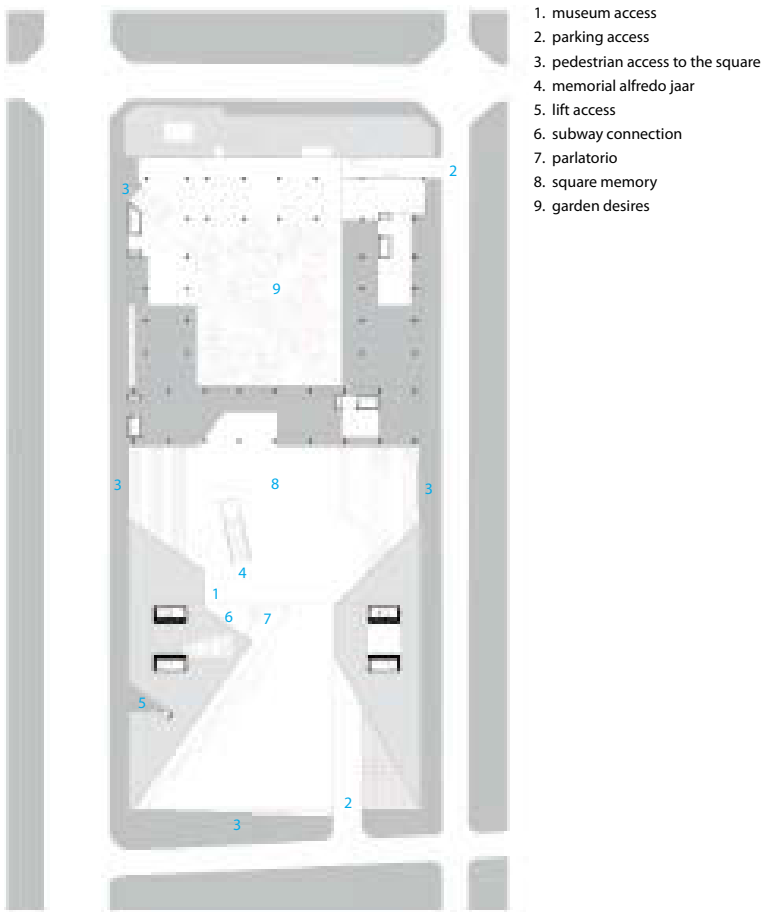 1. museum access
2. parking access
3. pedestrian access to the square
4. memorial alfredo jaar
5. lift access
6. subway connection
7. parlatorio
8. square memory
9. garden desires
2
3
9
3
8
3
4
1
6
7
5
2
3